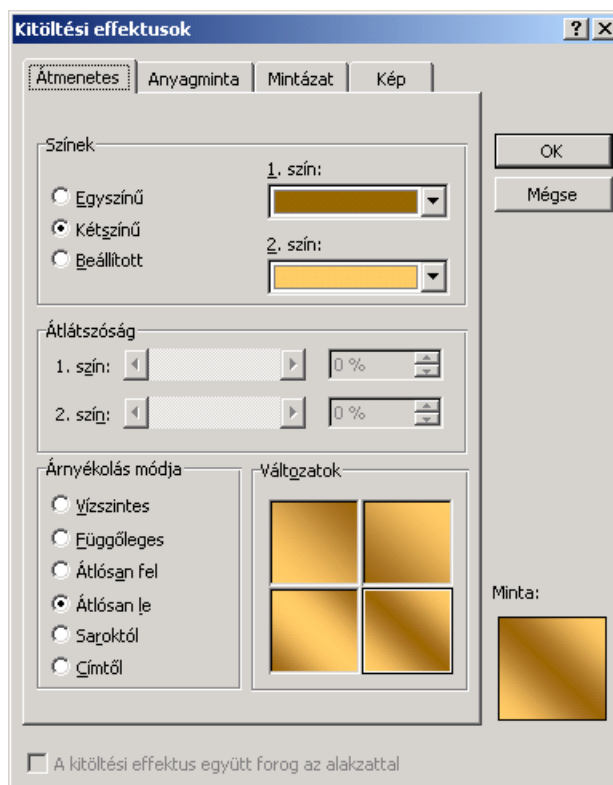 Kitöltési effektusok
Átmenetes Anyagminta Mintázat Kép
Színek
Egyszínű
Kétszínű
Beállított
1. szín:
2. szín:
OK
Mégse
Átlátszóság
1. szín: 0 %
2. szín: 0 %
Árnyékolás módja
Vízszintes
Függőleges
Átlósan fel
Átlósan le
Saroktól
Címtől
Változatok
Minta:
A kitöltési effektus együtt forog az alakzattal